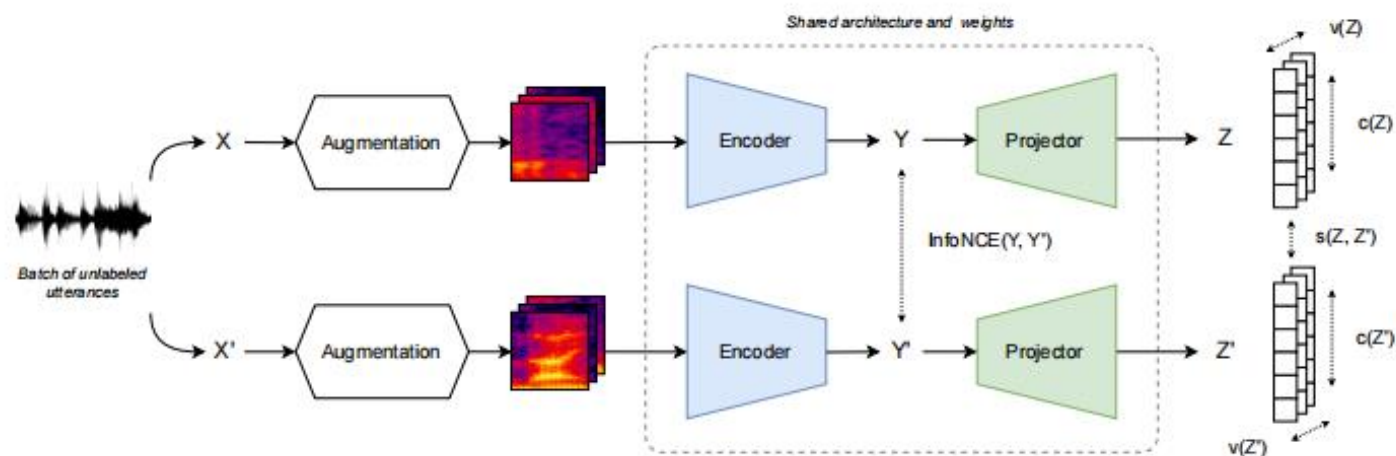 Shared architecture and weights
v(Z)
X
Augmentation
Encoder
Y
Projector
Z
c(Z)
Batch of unlabeled
utterances
InfoNCE(Y, Y')
s(Z, Z')
X'
Augmentation
Encoder
Y'
Projector
Z'
c(Z')
v(Z')